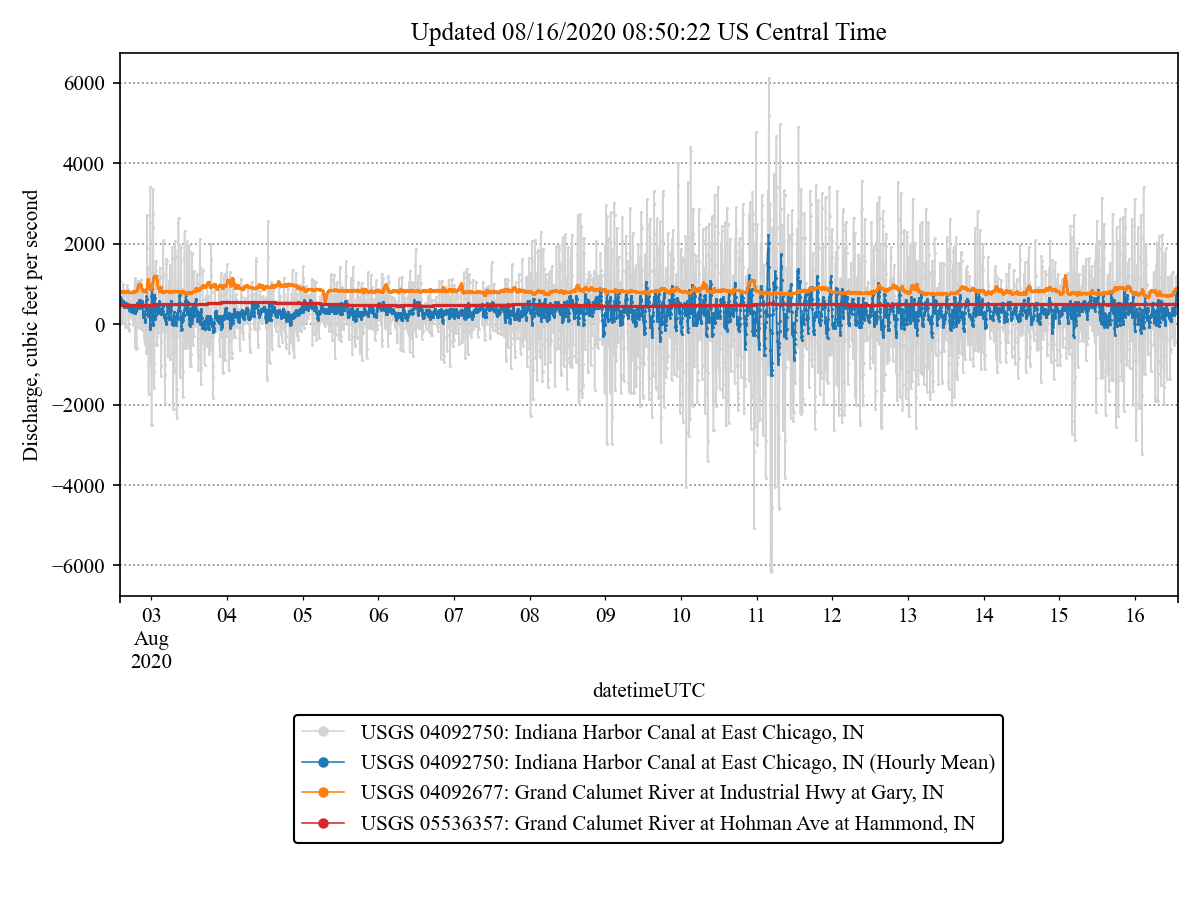 Updated 08/16/2020 08:50:22 US Central Time
Discharge, cubic feet per second
6000
4000
2000
0
−2000
−4000
−6000
03 04 05 06 07 08 09 10 11 12 13 14 15 16
Aug
2020
datetimeUTC
USGS 04092750: Indiana Harbor Canal at East Chicago, IN
USGS 04092750: Indiana Harbor Canal at East Chicago, IN (Hourly Mean)
USGS 04092677: Grand Calumet River at Industrial Hwy at Gary, IN
USGS 05536357: Grand Calumet River at Hohman Ave at Hammond, IN